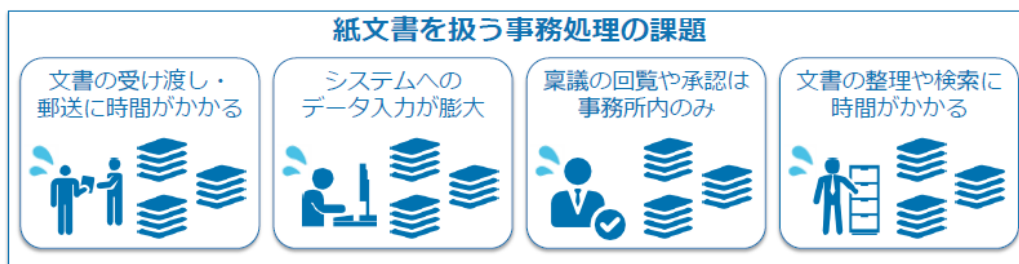 紙文書を扱う事務処理の課題
文書の受け渡し・
郵送に時間がかかる
システムへの
データ入力が膨大
稟議の回覧や承認は
事務所内のみ
文書の整理や検索に
時間がかかる